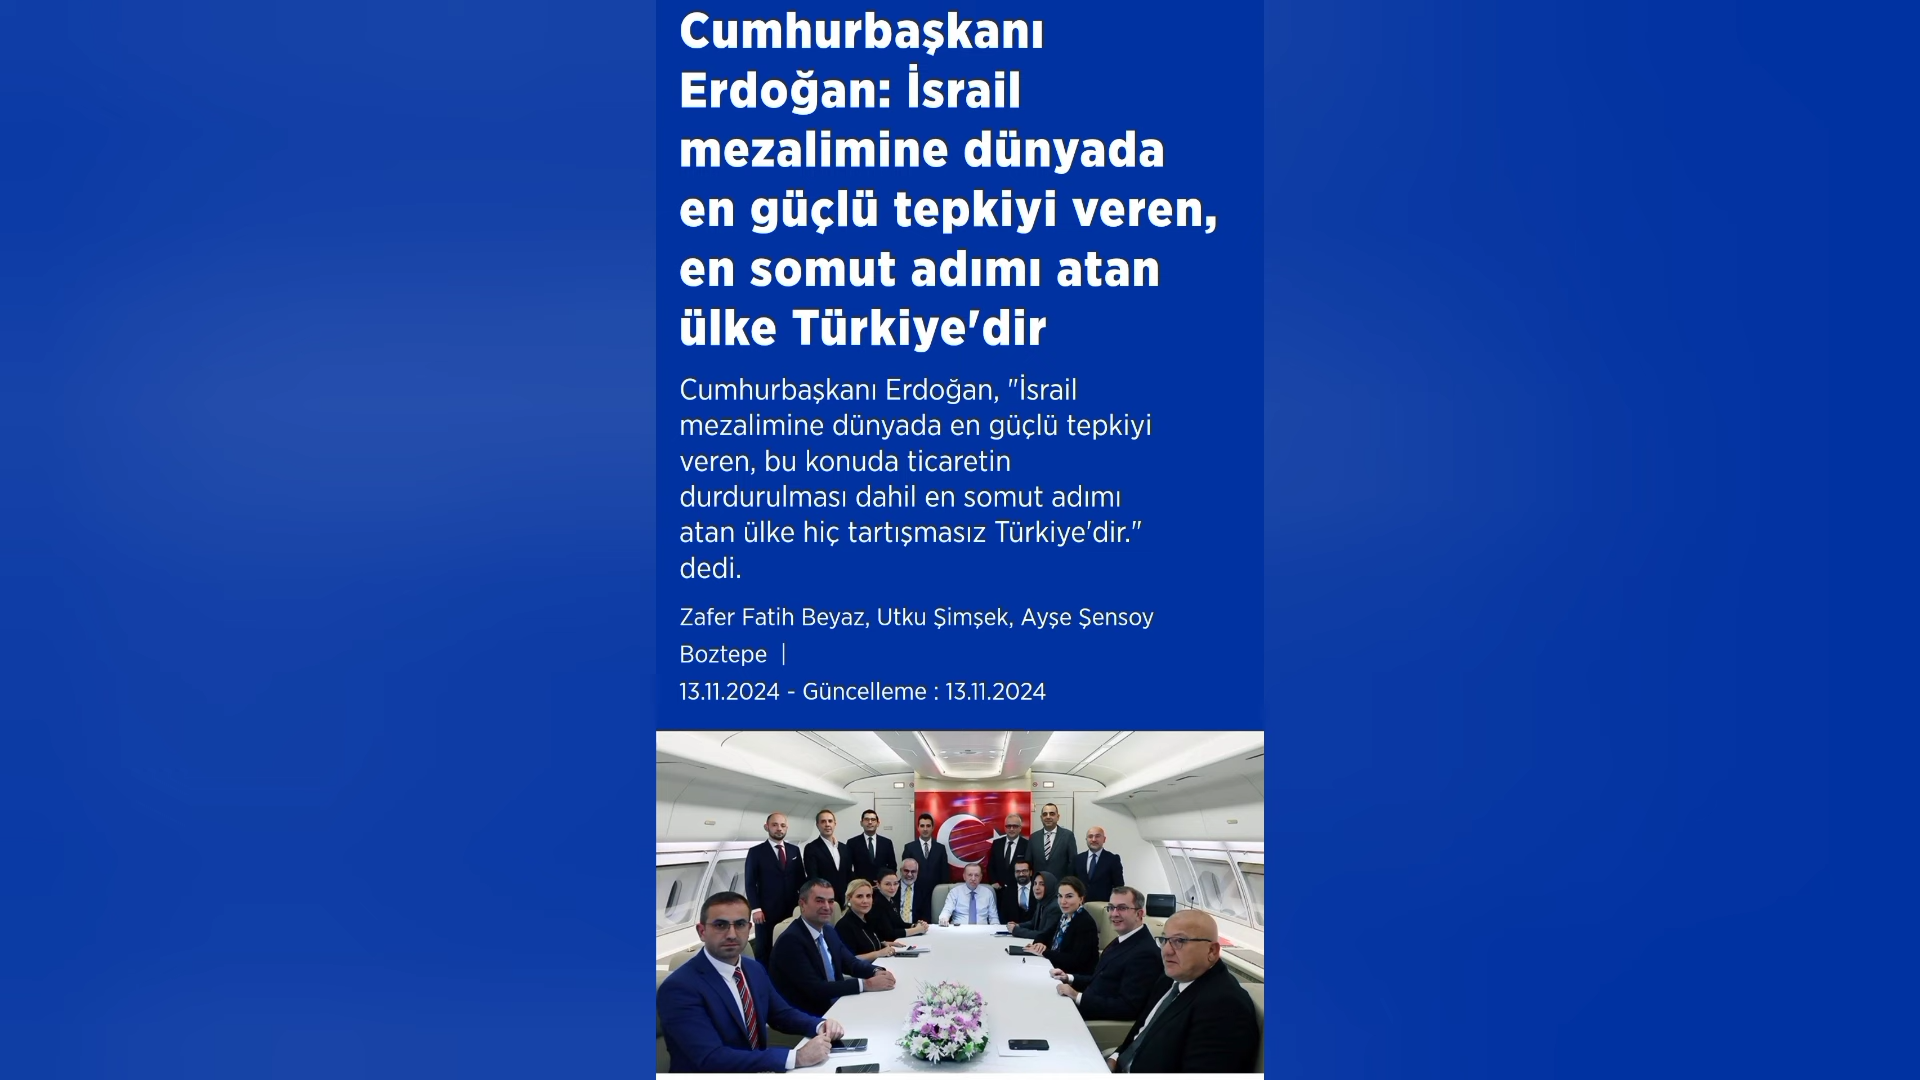 Cumhurbaşkanı
Erdoğan: İsrail
mezalimine dünyada
en güçlü tepkiyi veren,
en somut adımı atan
ülke Türkiye'dir
Cumhurbaşkanı Erdoğan, "İsrail
mezalimine dünyada en güçlü tepkiyi
veren, bu konuda ticaretin
durdurulması dahil en somut adımı
atan ülke hiç tartışmasız Türkiye'dir."
dedi.
Zafer Fatih Beyaz, Utku Şimşek, Ayşe Şensoy
Boztepe |
13.11.2024 - Güncelleme : 13.11.2024